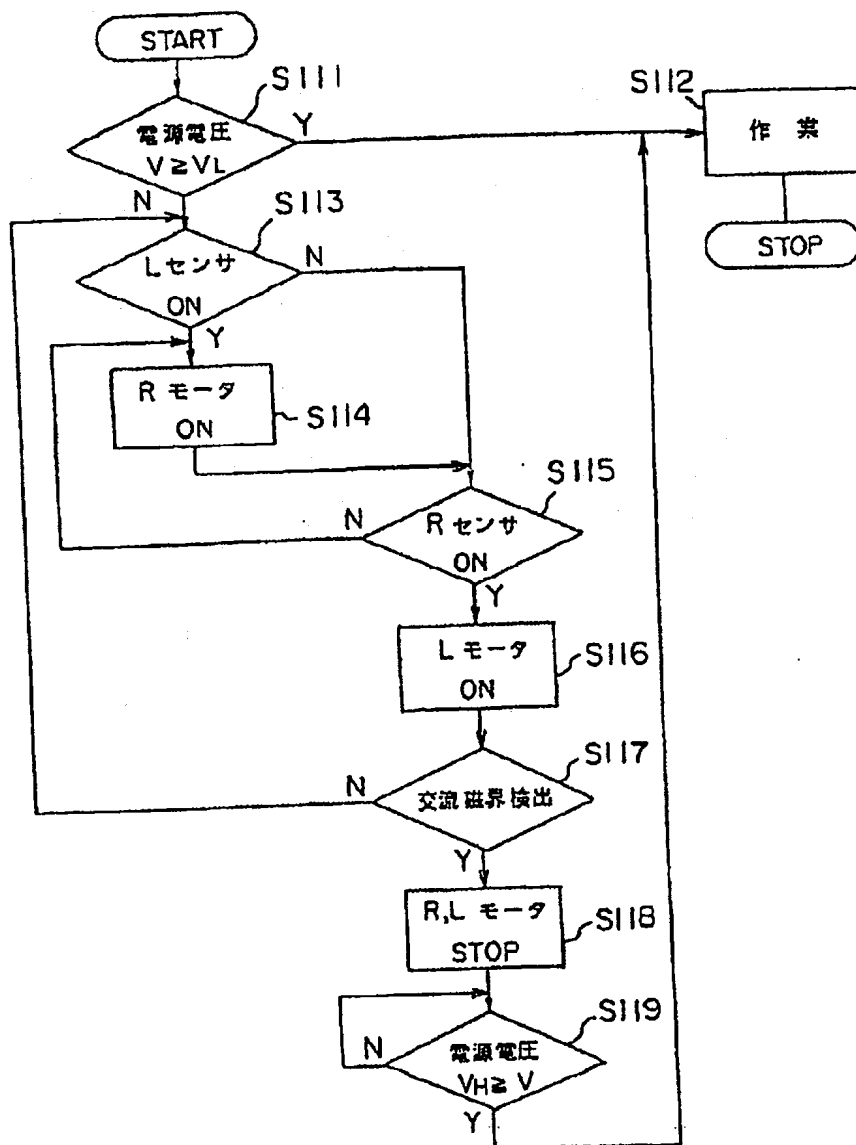 START
S111
電源電圧
V≥VL
Y
N
S112
作業
STOP
S113
Lセンサ
ON
N
Y
Rモータ
ON
S114
S115
Rセンサ
ON
N
Y
Lモータ
ON
S116
S117
交流磁界検出
N
Y
R,Lモータ
STOP
S118
S119
電源電圧
VH≥V
N
Y